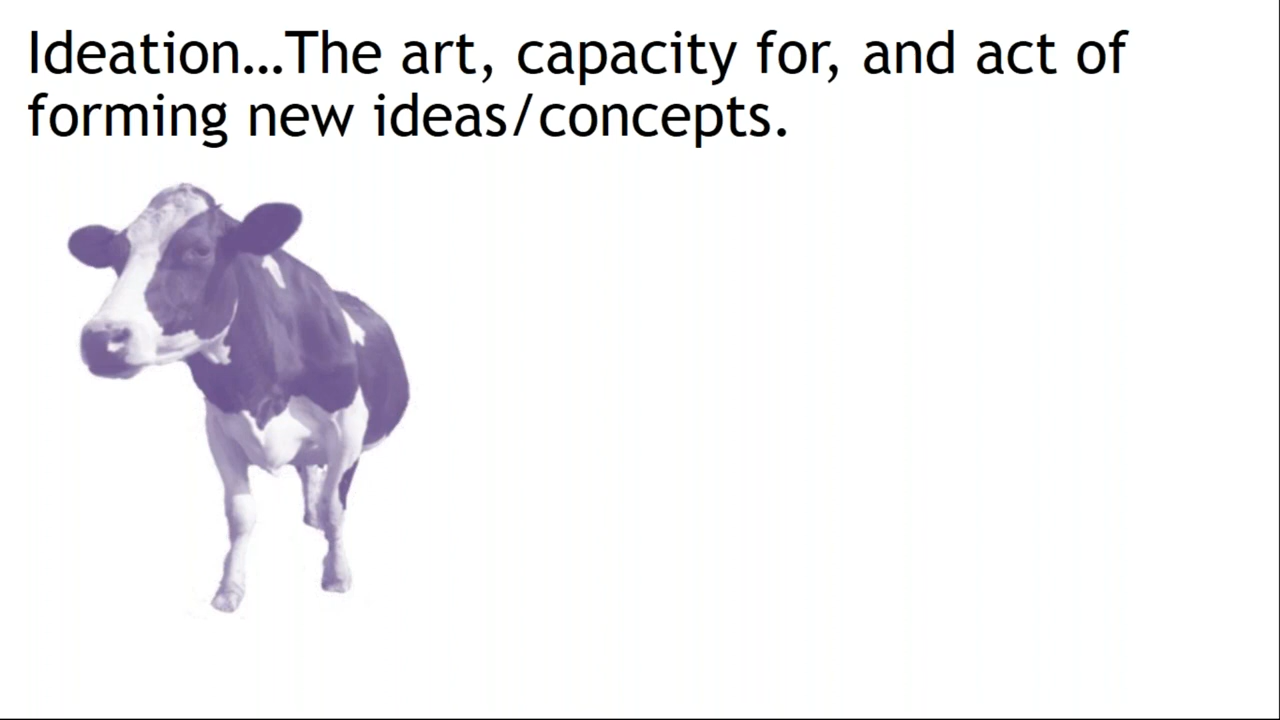 Ideation…The art, capacity for, and act of
forming new ideas/concepts.